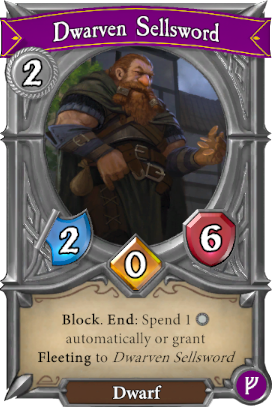 Dwarven Sellsword
2
2
0
6
Block. End: Spend 1
automatically or grant
Fleeting to Dwarven Sellsword
Dwarf